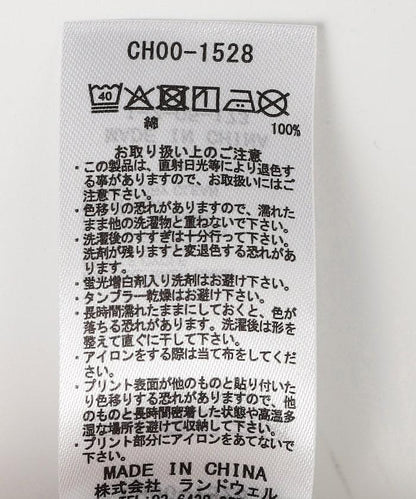 CH00-1528
40
綿 100%
お取り扱い上のご注意
・この製品は、直射日光等により退色す
る事がありますので、お取扱いにはご
注意下さい。
・色移りの恐れがありますので、濡れた
まま他の洗濯物と重ねないで下さい。
・洗濯後のすすぎは十分行って下さい。
洗剤が残りますと変退色する恐れがあ
ります。
・蛍光増白剤入り洗剤はお避け下さい。
・タンブラー乾燥はお避け下さい。
・長時間濡れたままにしておくと、色が
落ちる恐れがあります。洗濯後は形を
整えて直ぐに干して下さい。
・アイロンをする際は当て布をしてくだ
さい。
・プリント表面が他のものと貼り付いた
り色移りする恐れがありますので、他
のものと長時間密着した状態や高温多
湿な場所を避けて収納して下さい。
・プリント部分にアイロンをあてないで
下さい。
MADE IN CHINA
株式会社 ランドウェル